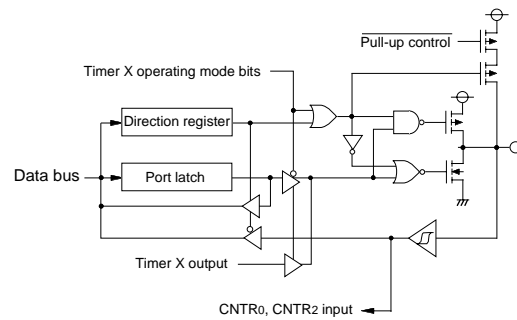 Pull-up control
Timer X operating mode bits
Direction register
Data bus
Port latch
Timer X output
CNTR0, CNTR2 input